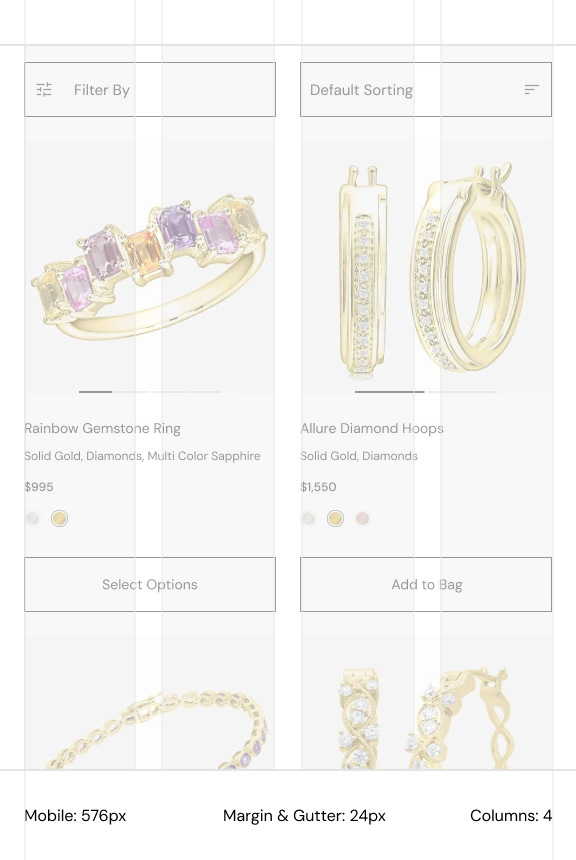 Filter By
Default Sorting
Rainbow Gemstone Ring
Allure Diamond Hoops
Solid Gold, Diamonds, Multi Color Sapphire
Solid Gold, Diamonds
$995
$1,550
Select Options
Add to Bag
Mobile: 576px
Margin & Gutter: 24px
Columns: 4